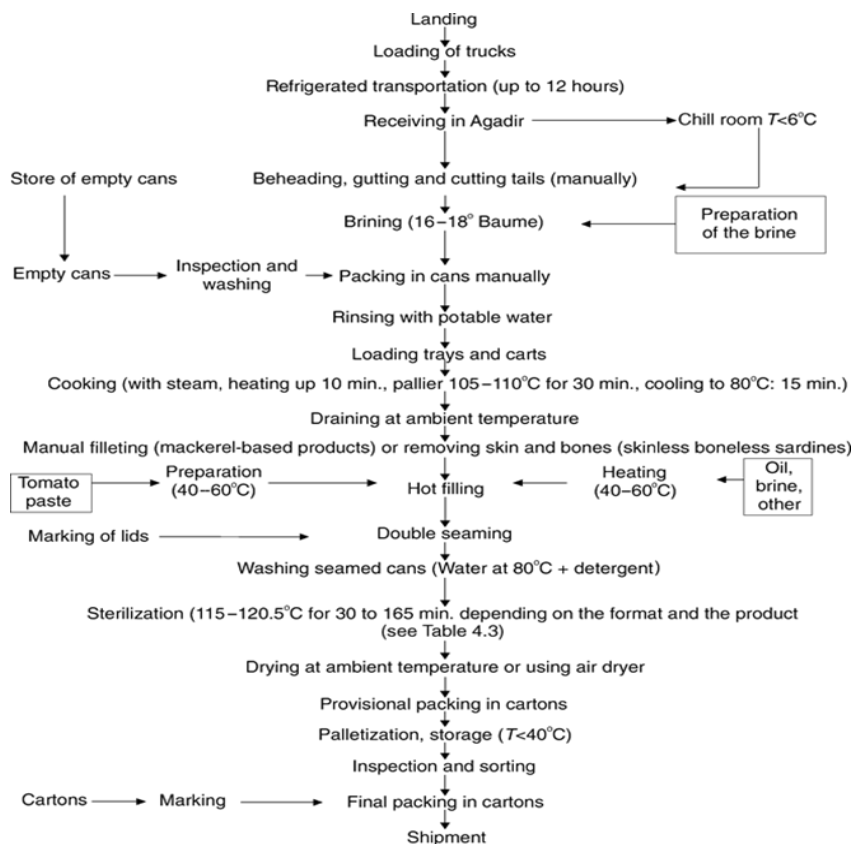 Landing
Loading of trucks
Refrigerated transportation (up to 12 hours)
Receiving in Agadir
Chill room T<6°C
Store of empty cans
Beheading, gutting and cutting tails (manually)
Brining (16–18° Baume)
Preparation
of the brine
Empty cans
Inspection and
washing
Packing in cans manually
Rinsing with potable water
Loading trays and carts
Cooking (with steam, heating up 10 min., pallier 105–110°C for 30 min., cooling to 80°C: 15 min.)
Draining at ambient temperature
Manual filleting (mackerel-based products) or removing skin and bones (skinless boneless sardines)
Tomato
paste
Preparation
(40–60°C)
Hot filling
Heating
(40–60°C)
Oil,
brine,
other
Marking of lids
Double seaming
Washing seamed cans (Water at 80°C + detergent)
Sterilization (115–120.5°C for 30 to 165 min. depending on the format and the product
(see Table 4.3)
Drying at ambient temperature or using air dryer
Provisional packing in cartons
Palletization, storage (T<40°C)
Inspection and sorting
Cartons
Marking
Final packing in cartons
Shipment